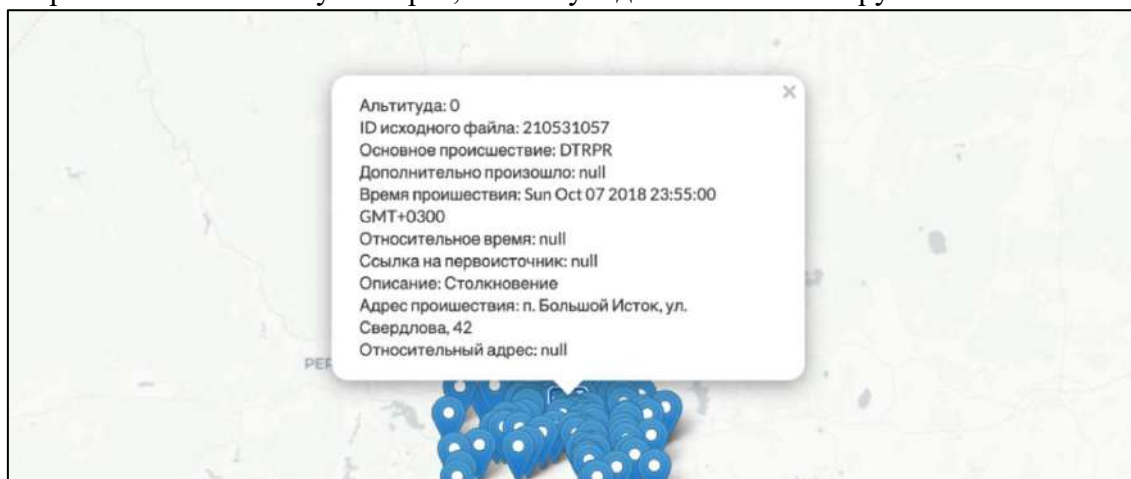 Альтитуда: 0
ID исходного файла: 210531057
Основное происшествие: DTRPR
Дополнительно произошло: null
Время проишествия: Sun Oct 07 2018 23:55:00
GMT+0300
Относительное время: null
Ссылка на первоисточник: null
Описание: Столкновение
Адрес проишествия: п. Большой Исток, ул.
Свердлова, 42
Относительный адрес: null